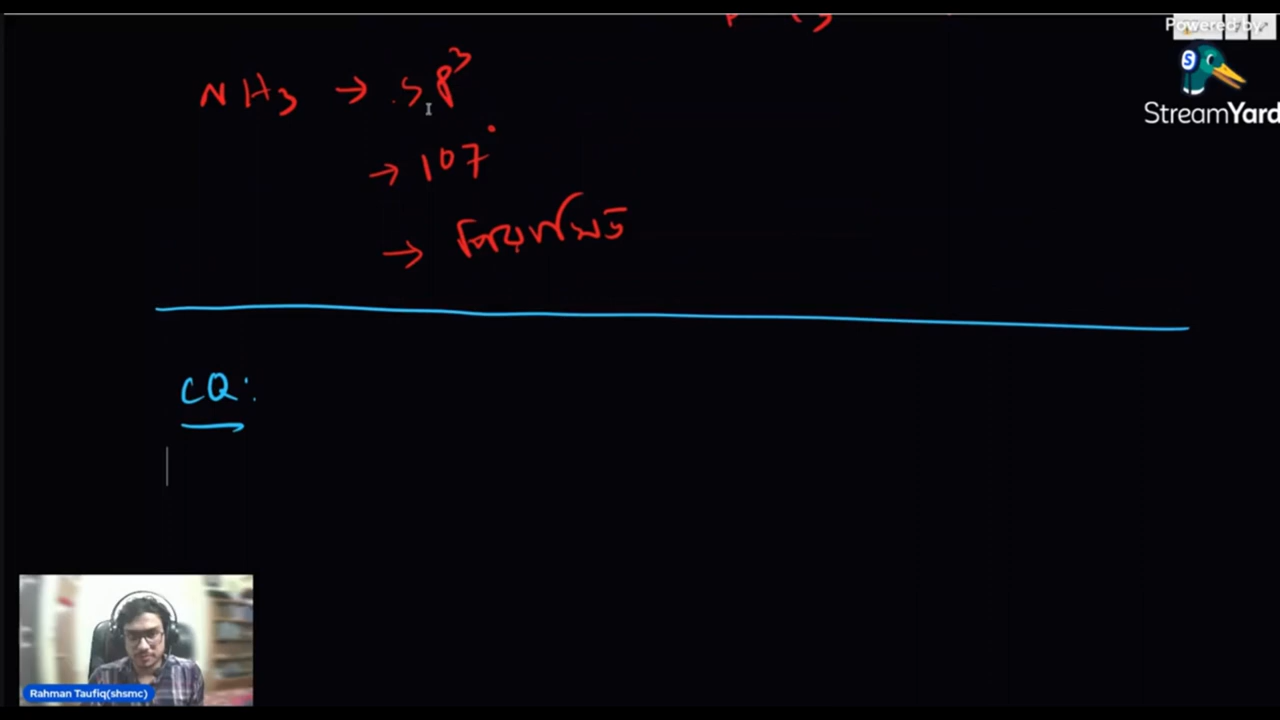 Powered by
StreamYard
NH3 → sp³
→ 107°
→
CQ:
Rahman Taufiq(shsmc)